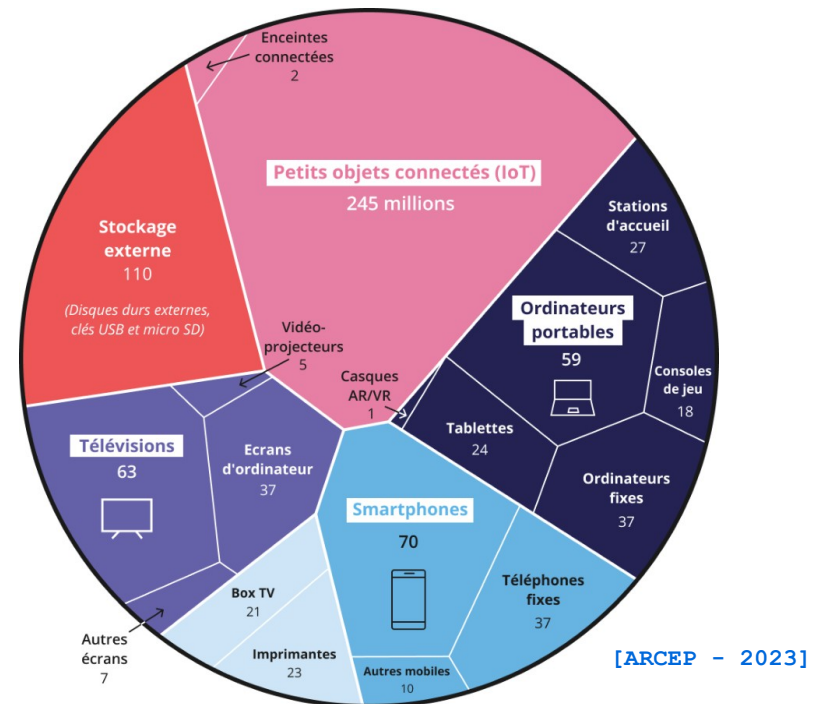 Enceintes
connectées
2
Petits objets connectés (IoT)
245 millions
Stockage
externe
110
(Disques durs externes,
clés USB et micro SD)
Stations
d'accueil
27
Ordinateurs
portables
59
Consoles
de jeu
18
Vidéo-
projecteurs
5
Casques
AR/VR
1
Tablettes
24
Ordinateurs
fixes
37
Télévisions
63
Ecrans
d'ordinateur
37
Smartphones
70
Téléphones
fixes
37
Box TV
21
Imprimantes
23
Autres mobiles
10
Autres
écrans
7
[ARCEP - 2023]